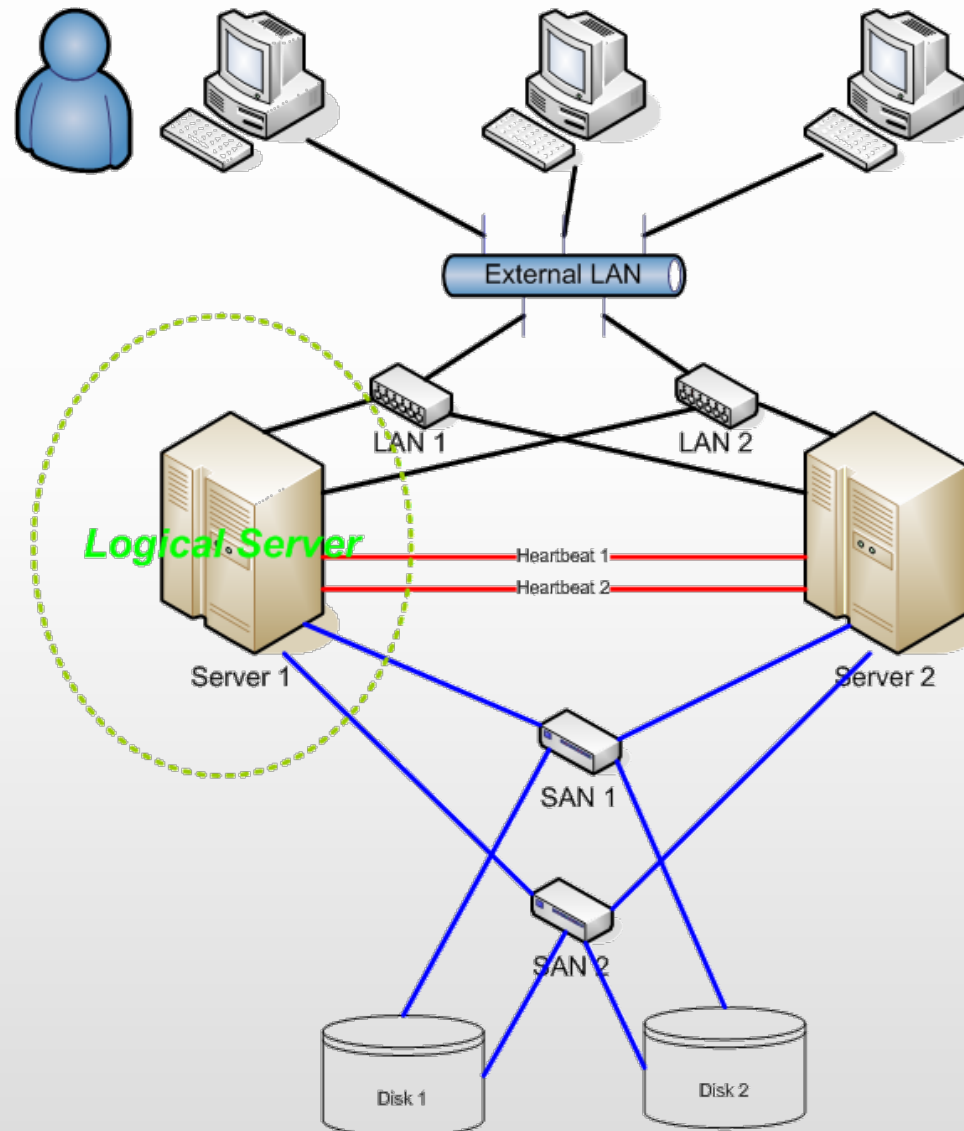 External LAN
LAN 1
LAN 2
Logical Server
Heartbeat 1
Heartbeat 2
Server 1
Server 2
SAN 1
SAN 2
Disk 1
Disk 2